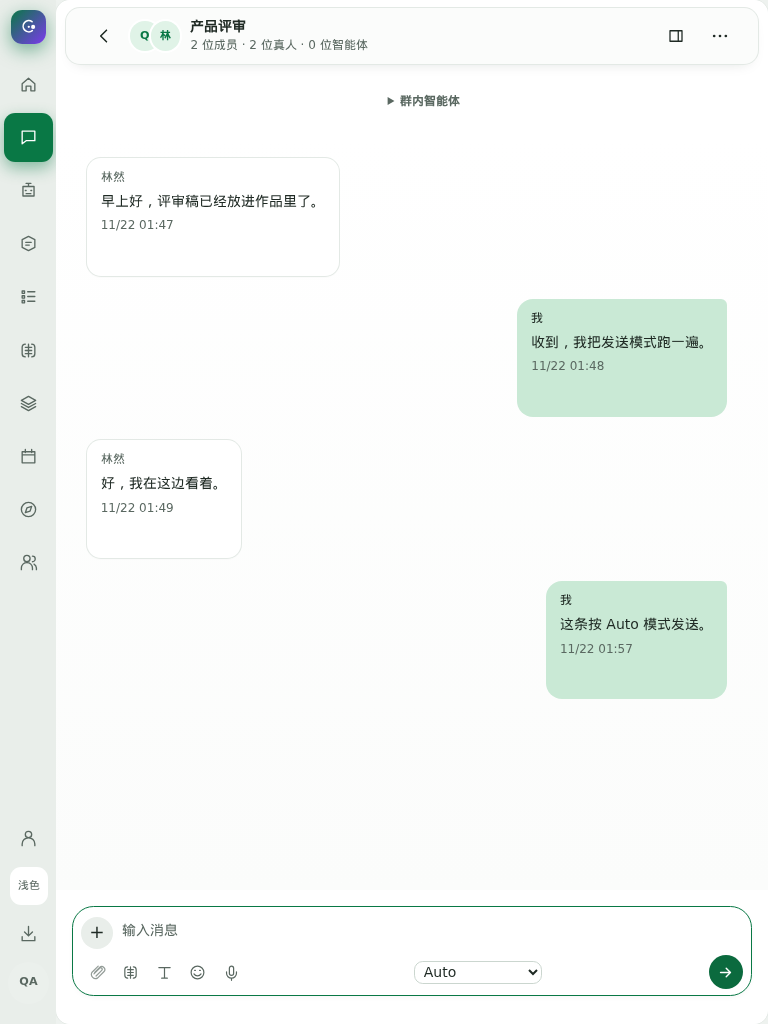 产品评审
Q 林
2 位成员 · 2 位真人 · 0 位智能体
▶ 群内智能体
林然
早上好，评审稿已经放进作品里了。
11/22 01:47
我
收到，我把发送模式跑一遍。
11/22 01:48
林然
好，我在这边看着。
11/22 01:49
我
这条按 Auto 模式发送。
11/22 01:57
浅色
QA
输入消息
Auto